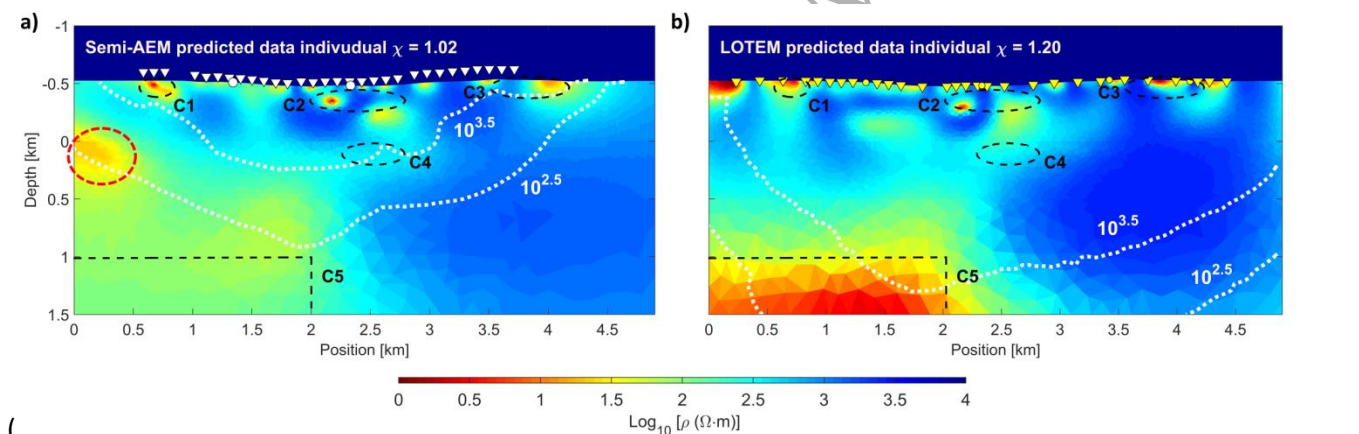 a)
Semi-AEM predicted data indivudual χ = 1.02
-1
-0.5
0
0.5
1
1.5
Depth [km]
C1
C2
C3
C4
C5
10^3.5
10^2.5
0 0.5 1 1.5 2 2.5 3 3.5 4 4.5
Position [km]
b)
LOTEM predicted data individual χ = 1.20
C1
C2
C3
C4
C5
10^3.5
10^2.5
0 0.5 1 1.5 2 2.5 3 3.5 4 4.5
Position [km]
0 0.5 1 1.5 2 2.5 3 3.5 4
Log10 [ρ (Ω·m)]
(